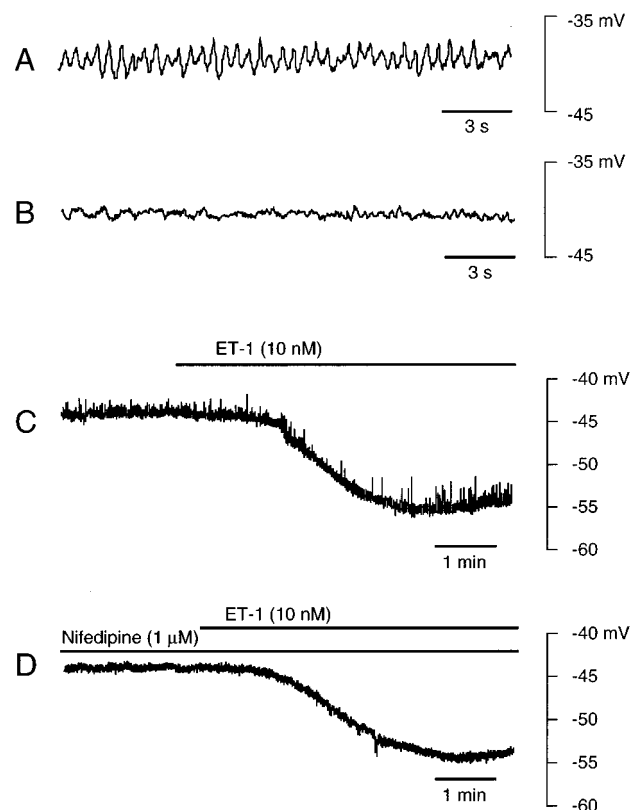 A
-35 mV
-45
3 s
B
-35 mV
-45
3 s
C
ET-1 (10 nM)
-40 mV
-45
-50
-55
-60
1 min
D
ET-1 (10 nM)
Nifedipine (1 µM)
-40 mV
-45
-50
-55
-60
1 min